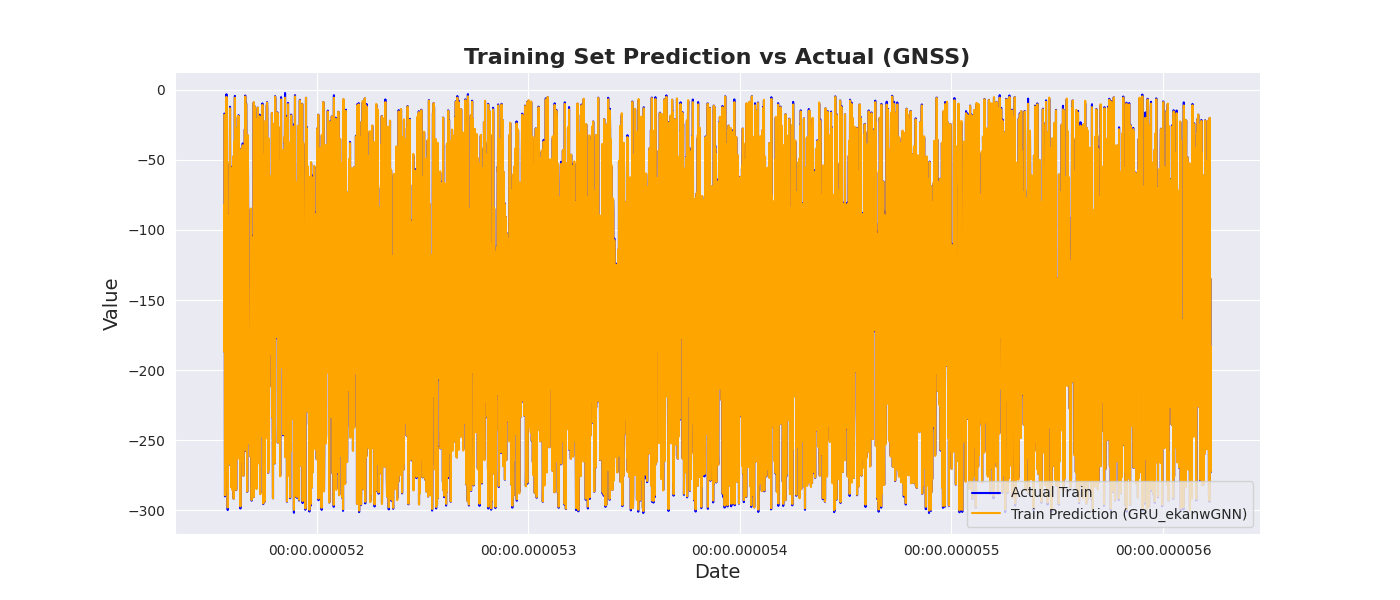 Training Set Prediction vs Actual (GNSS)
0
−50
−100
−150
−200
−250
−300
Value
Actual Train
Train Prediction (GRU_ekanwGNN)
00:00.000052
00:00.000053
00:00.000054
00:00.000055
00:00.000056
Date